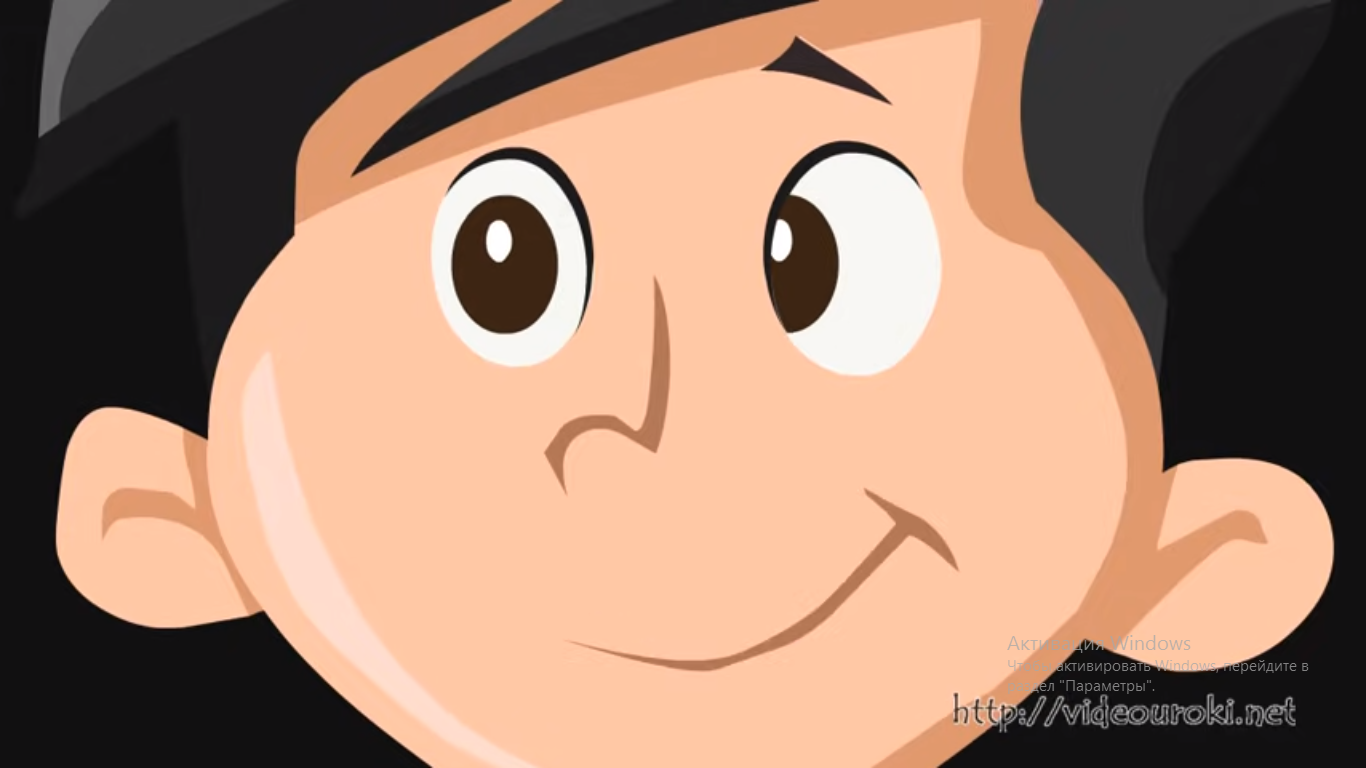 Активация Windows
Чтобы активировать Windows, перейдите в
раздел "Параметры".
http://videouroki.net